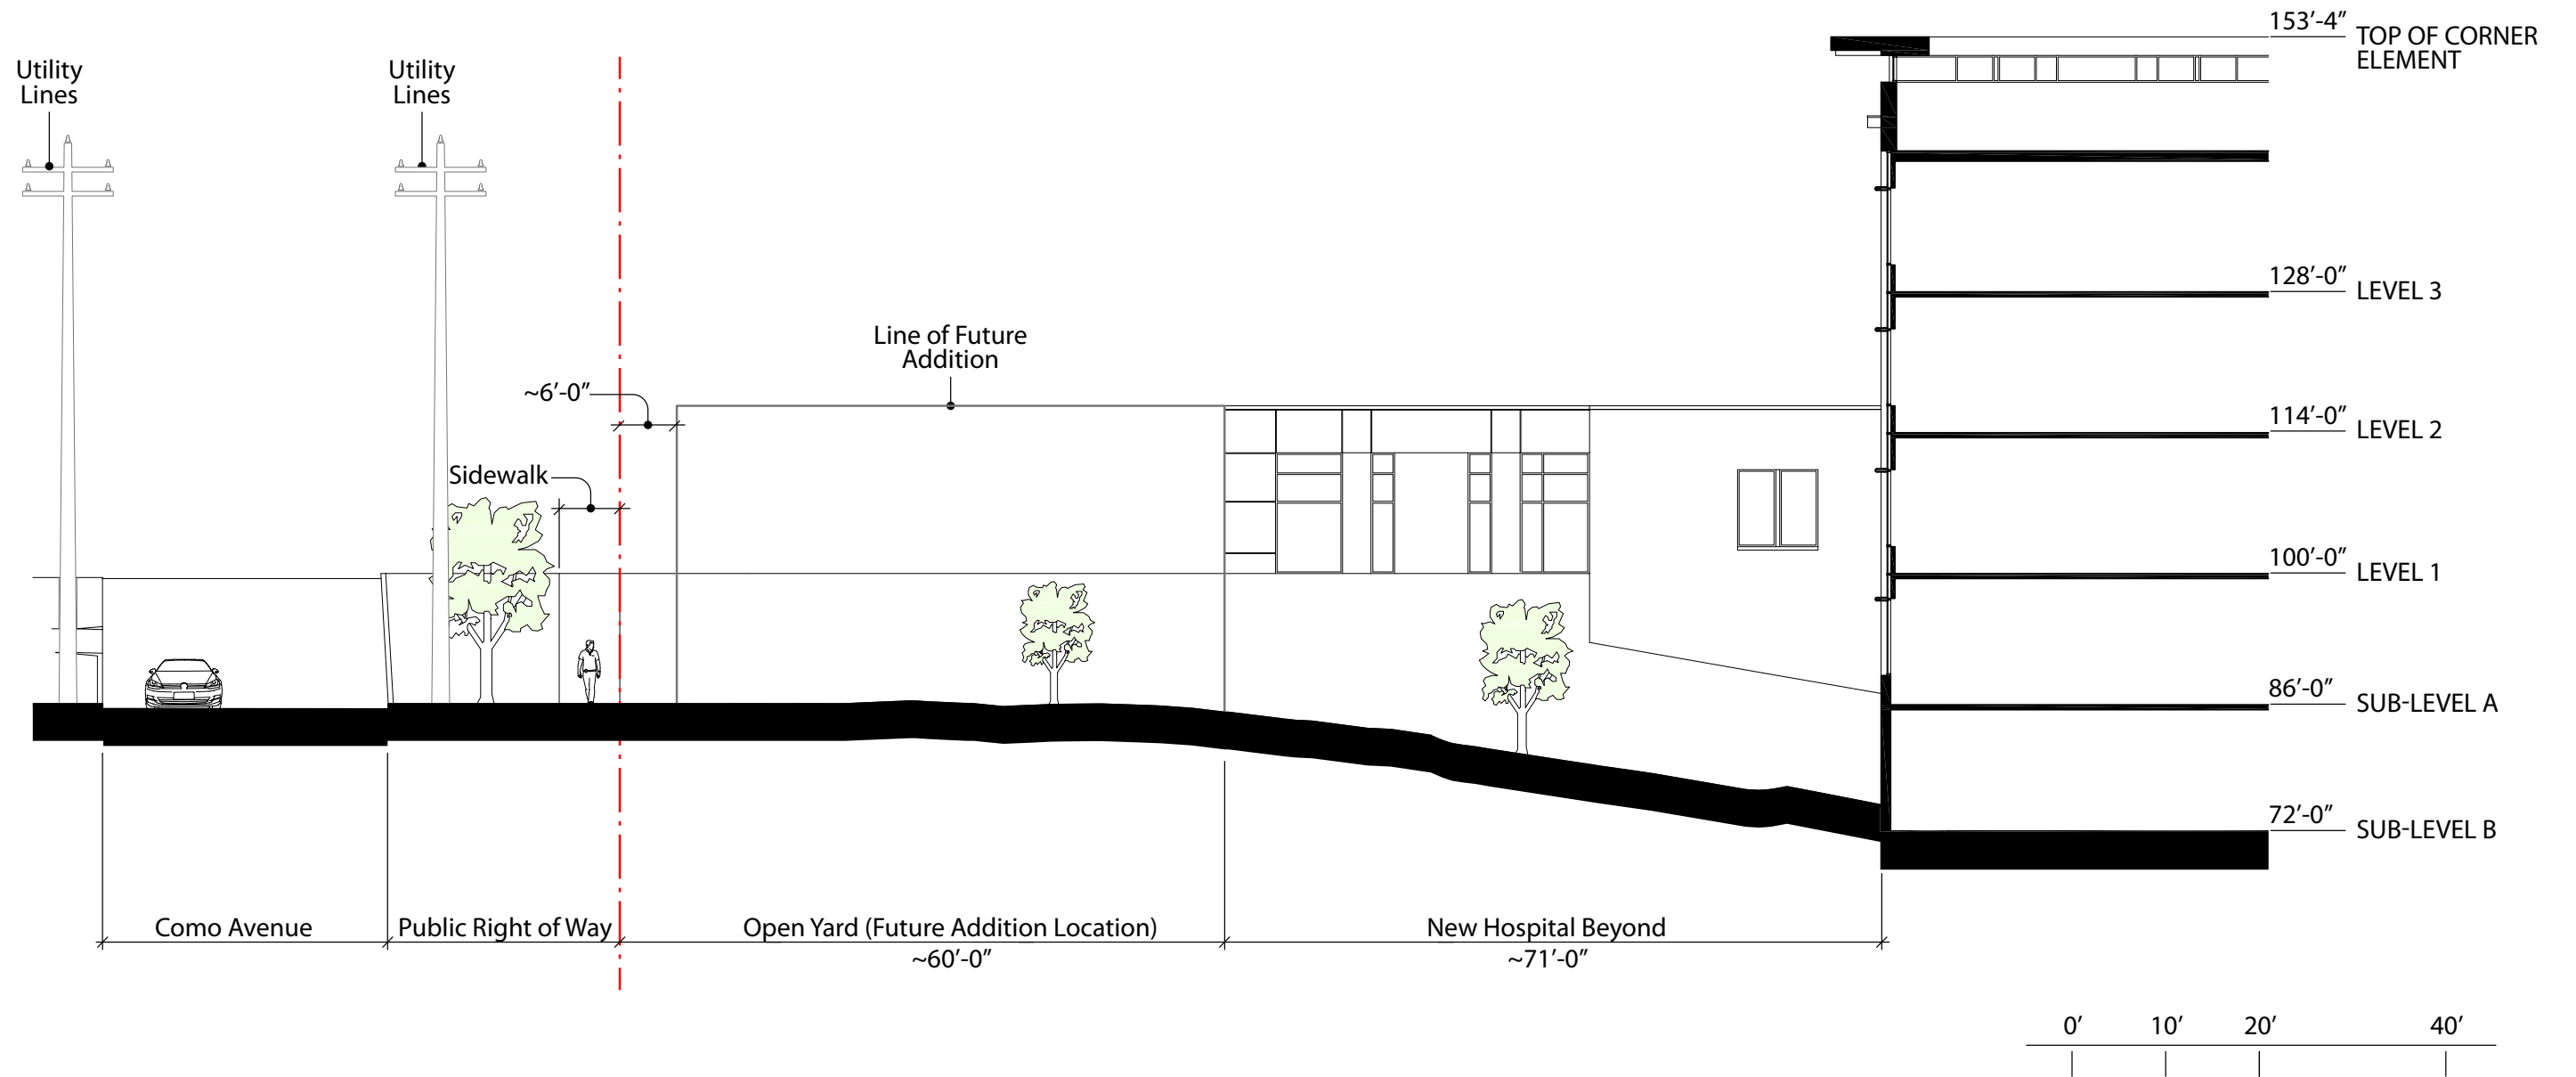 153’-4”
TOP OF CORNER
ELEMENT
Utility
Lines
Utility
Lines
128’-0”
LEVEL 3
Line of Future
Addition
~6’-0”
114’-0”
LEVEL 2
Sidewalk
100’-0”
LEVEL 1
86’-0”
SUB-LEVEL A
72’-0”
SUB-LEVEL B
Como Avenue
Public Right of Way
Open Yard (Future Addition Location)
~60’-0”
New Hospital Beyond
~71’-0”
0’ 10’ 20’ 40’